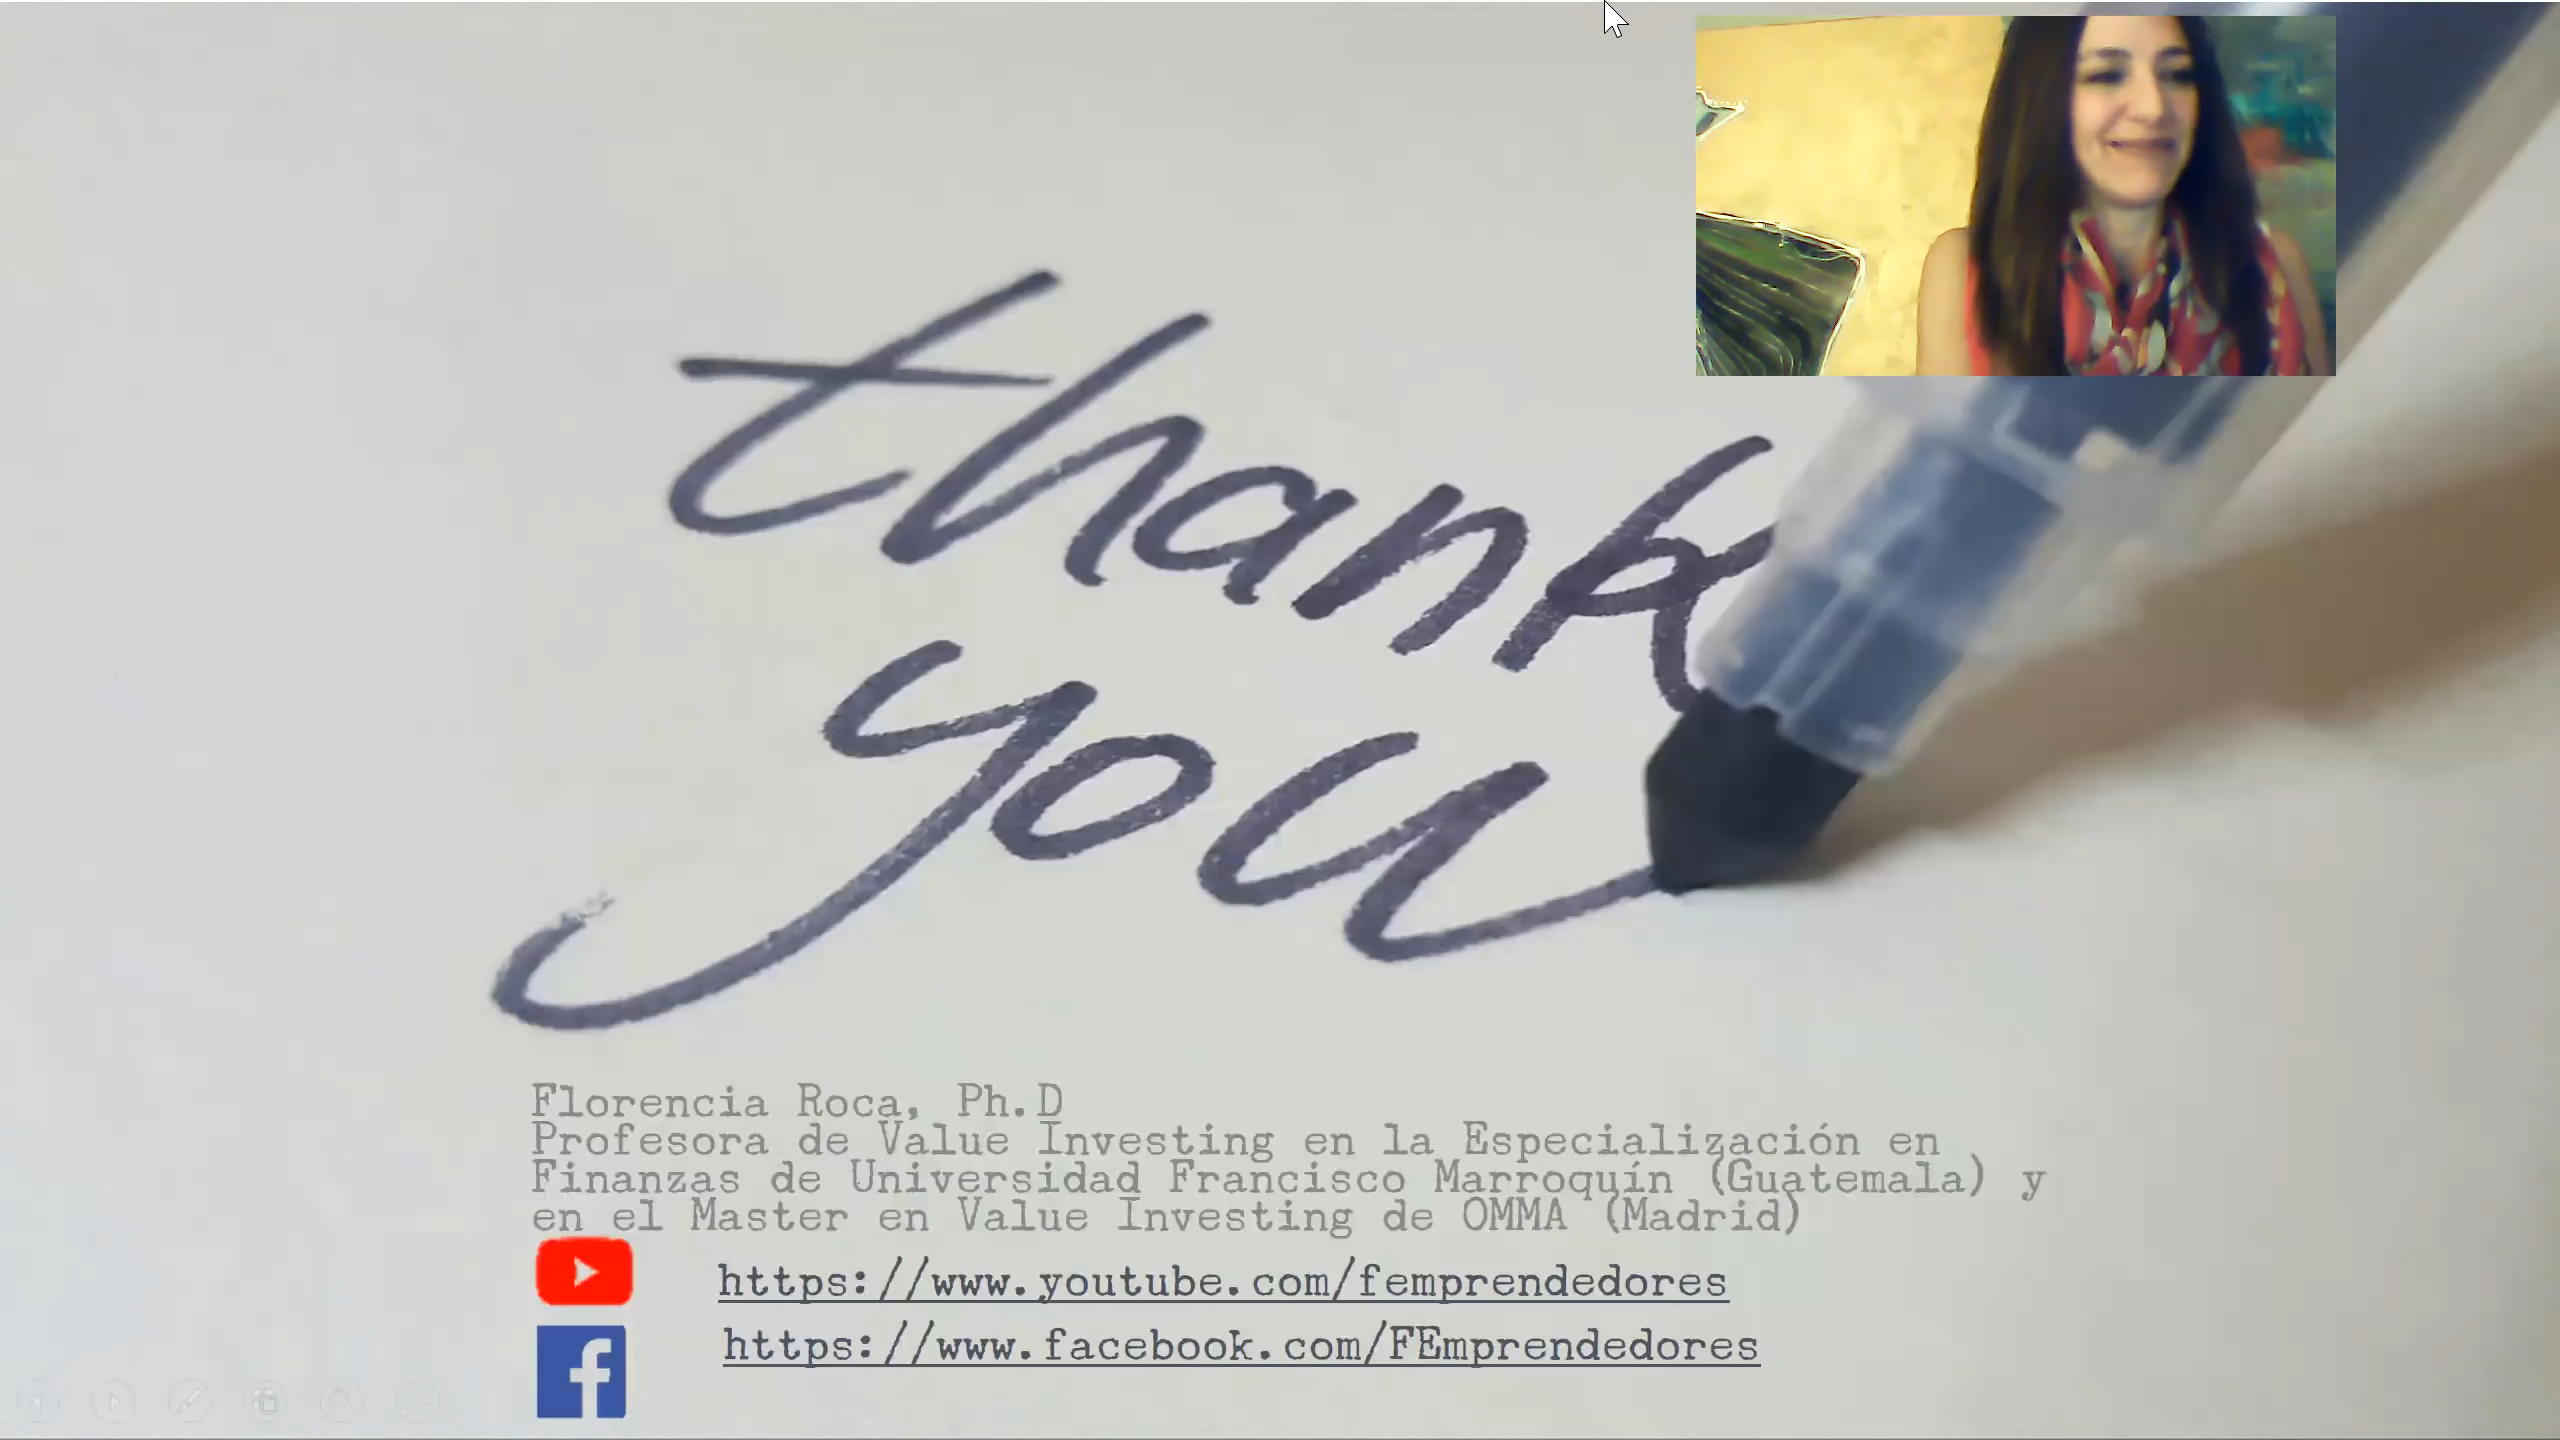 thank
you
Florencia Roca, Ph.D
Profesora de Value Investing en la Especialización en
Finanzas de Universidad Francisco Marroquín (Guatemala) y
en el Master en Value Investing de OMMA (Madrid)
https://www.youtube.com/femprendedores
https://www.facebook.com/FEmprendedores